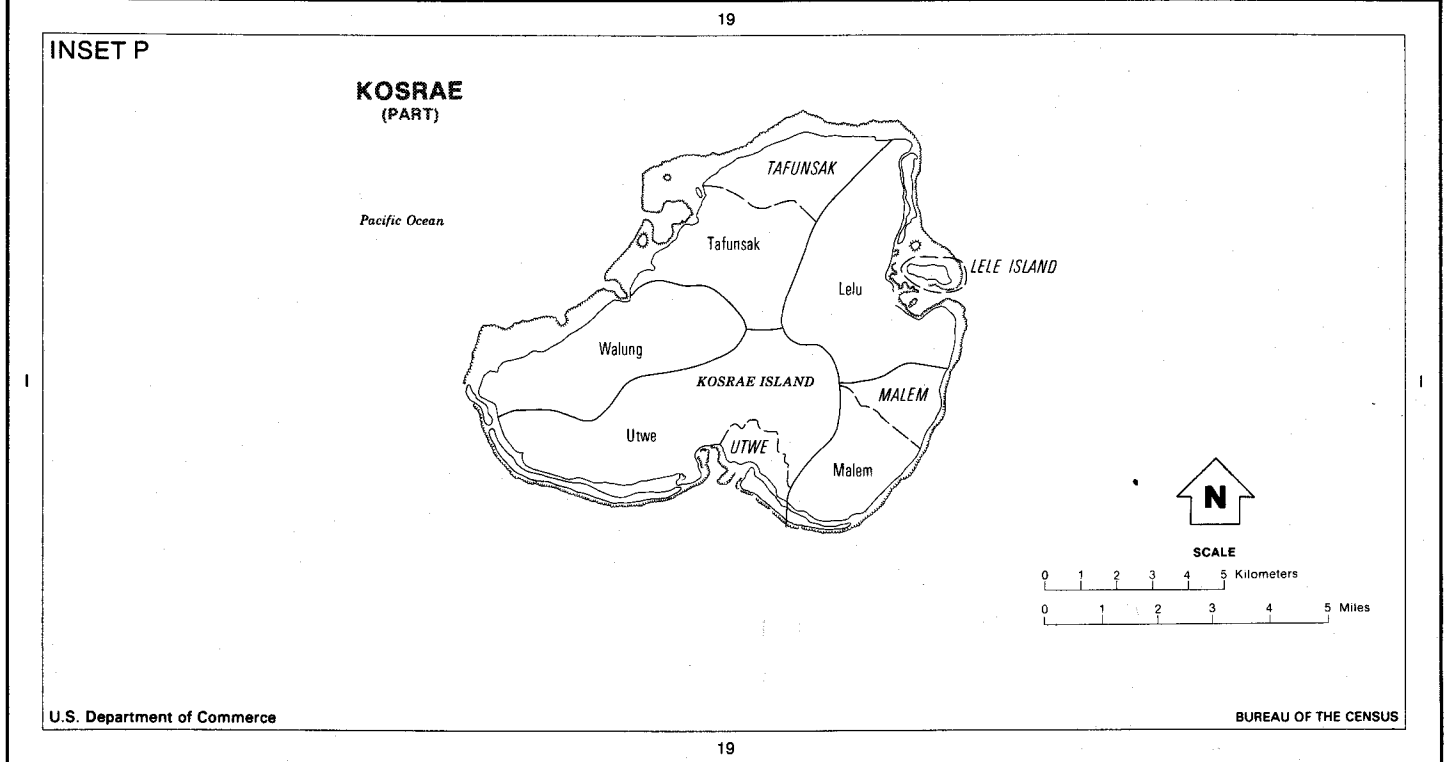 19
INSET P
KOSRAE
(PART)
TAFUNSAK
Pacific Ocean
Tafunsak
LELE ISLAND
Lelu
Walung
KOSRAE ISLAND
MALEM
Utwe
UTWE
Malem
N
SCALE
0 1 2 3 4 5 Kilometers
0 1 2 3 4 5 Miles
I
I
U.S. Department of Commerce
BUREAU OF THE CENSUS
19